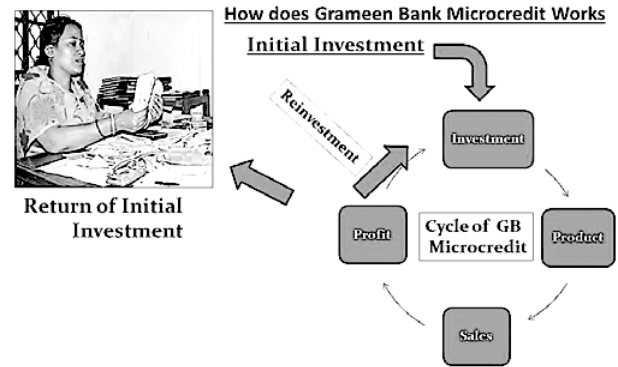 How does Grameen Bank Microcredit Works
Initial Investment
Reinvestment
Investment
Return of Initial
Investment
Profit
Cycle of GB
Microcredit
Product
Sales